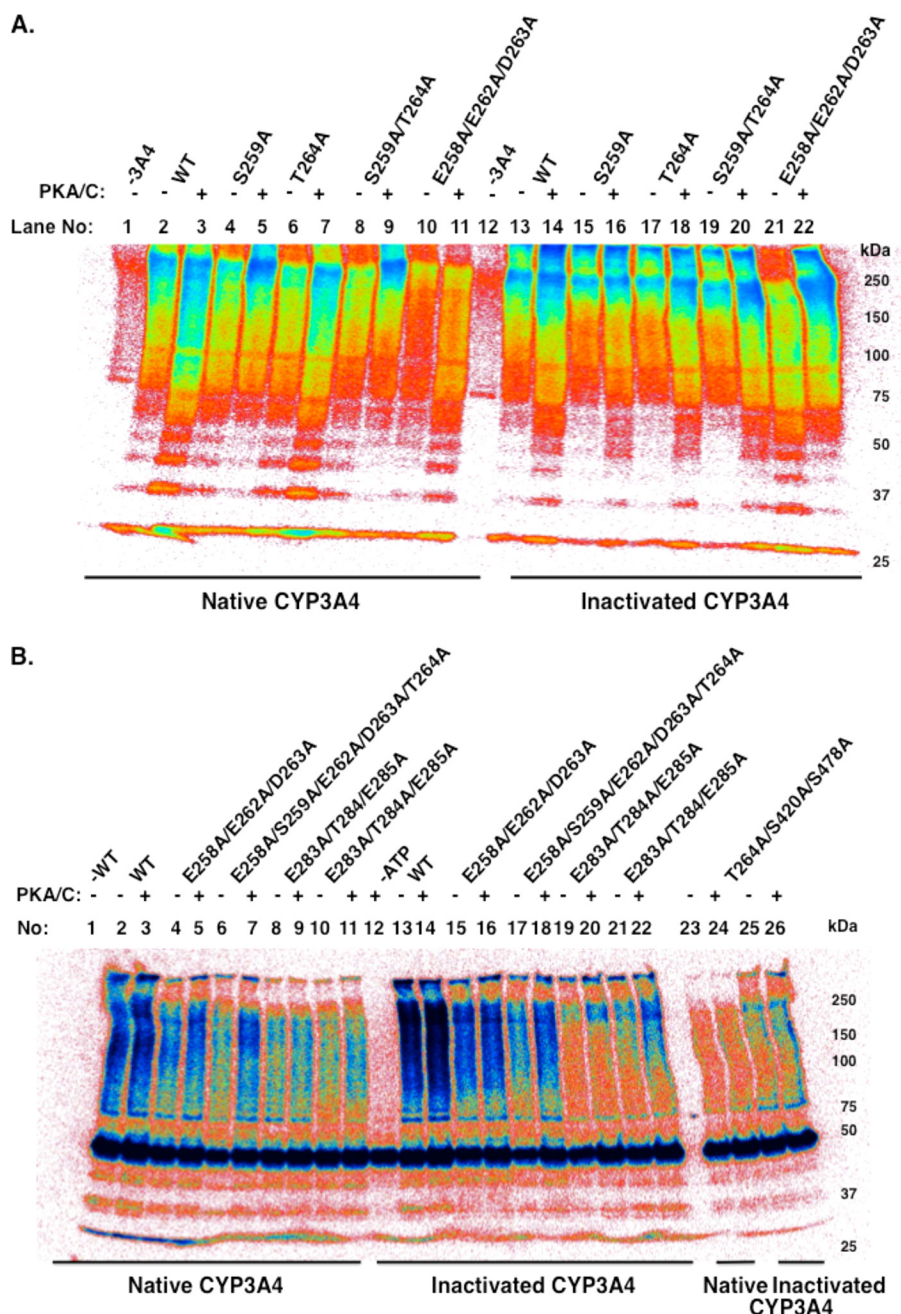 A.
-3A4 WT S259A T264A S259A/T264A E258A/E262A/D263A -3A4 WT S259A T264A S259A/T264A E258A/E262A/D263A
PKA/C: - - + - + - + - + - + - - + - + - + - + - +
Lane No: 1 2 3 4 5 6 7 8 9 10 11 12 13 14 15 16 17 18 19 20 21 22
kDa
250
150
100
75
50
37
25
Native CYP3A4 Inactivated CYP3A4
B.
-WT WT E258A/E262A/D263A E258A/S259A/E262A/D263A/T264A E283A/T284/E285A E283A/T284A/E285A -ATP WT E258A/E262A/D263A E258A/S259A/E262A/D263A/T264A E283A/T284A/E285A E283A/T284/E285A T264A/S420A/S478A
PKA/C: - - + - + - + - + - + + - + - + - + - + - + - + - +
No: 1 2 3 4 5 6 7 8 9 10 11 12 13 14 15 16 17 18 19 20 21 22 23 24 25 26 kDa
250
150
100
75
50
37
25
Native CYP3A4 Inactivated CYP3A4 Native Inactivated
CYP3A4